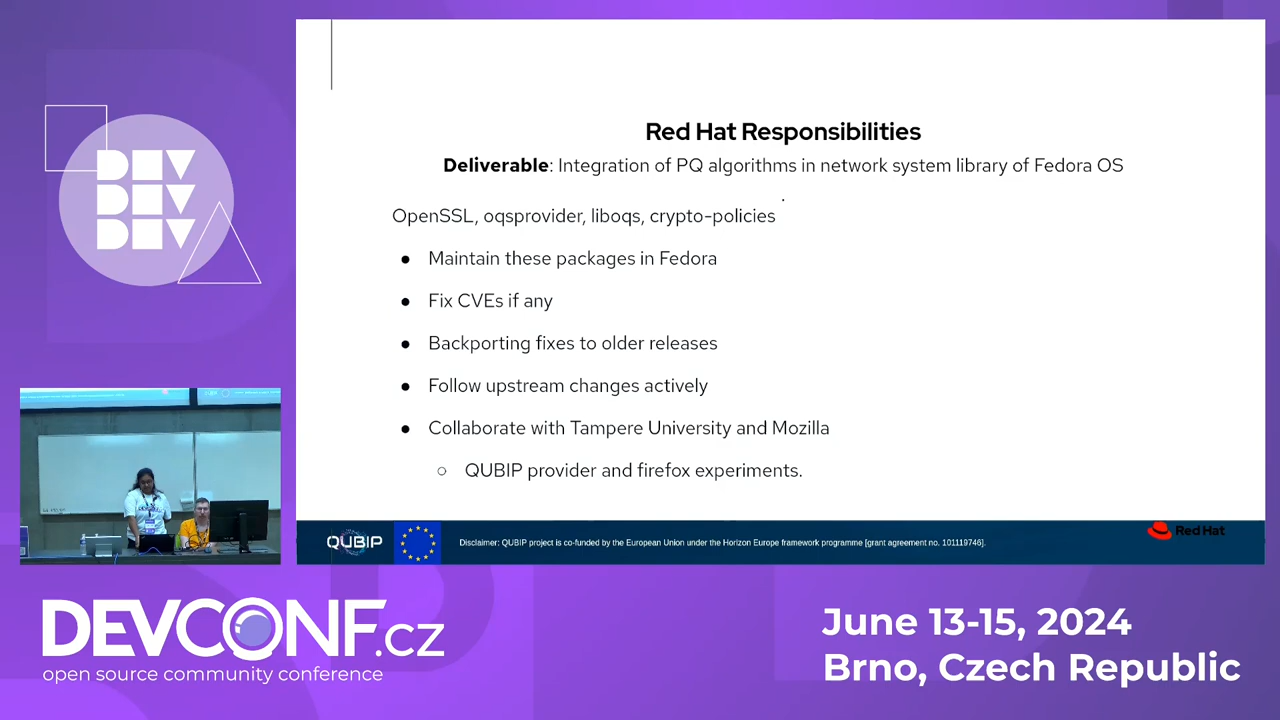 DEV
DEV
DEV
Red Hat Responsibilities
Deliverable: Integration of PQ algorithms in network system library of Fedora OS
OpenSSL, oqsprovider, liboqs, crypto-policies
● Maintain these packages in Fedora
● Fix CVEs if any
● Backporting fixes to older releases
● Follow upstream changes actively
● Collaborate with Tampere University and Mozilla
○ QUBIP provider and firefox experiments.
QUBIP
Disclaimer: QUBIP project is co-funded by the European Union under the Horizon Europe framework programme [grant agreement no. 101119746].
Red Hat
DEVCONF.cz
open source community conference
June 13-15, 2024
Brno, Czech Republic